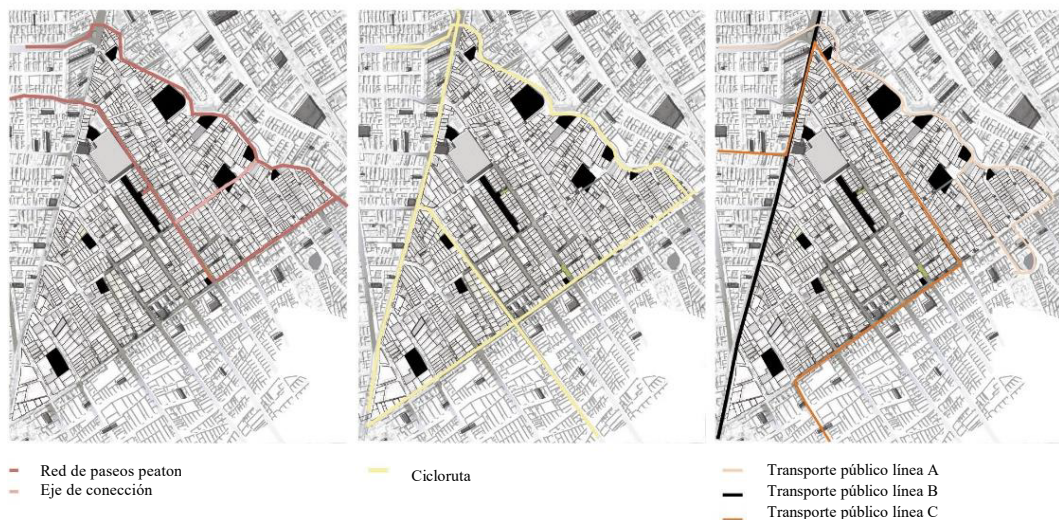 Red de paseos peaton
Eje de conección
Cicloruta
Transporte público línea A
Transporte público línea B
Transporte público línea C